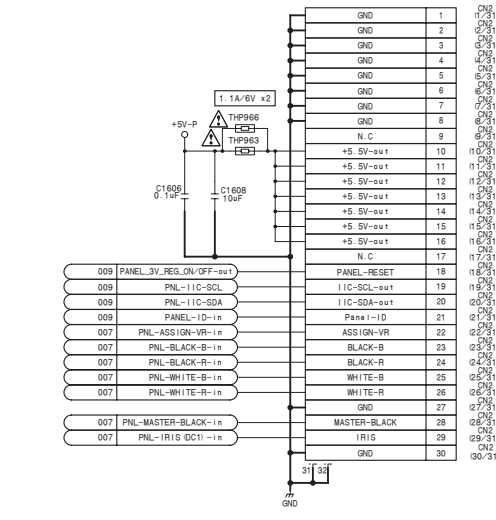 GND 1 CN2 (1/31
GND 2 CN2 (2/31
GND 3 CN2 (3/31
GND 4 CN2 (4/31
GND 5 CN2 (5/31
GND 6 CN2 (6/31
GND 7 CN2 (7/31
GND 8 CN2 (8/31
N.C 9 CN2 (9/31
+5.5V-out 10 CN2 (10/31
+5.5V-out 11 CN2 (11/31
+5.5V-out 12 CN2 (12/31
+5.5V-out 13 CN2 (13/31
+5.5V-out 14 CN2 (14/31
+5.5V-out 15 CN2 (15/31
+5.5V-out 16 CN2 (16/31
N.C 17 CN2 (17/31
1.1A/6V x2
THP966
THP963
+5V-P
C1606
0.1uF
C1608
10uF
009 PANEL_3V_REG_ON/OFF-out PANEL-RESET 18 CN2 (18/31
009 PNL-IIC-SCL IIC-SCL-out 19 CN2 (19/31
009 PNL-IIC-SDA IIC-SDA-out 20 CN2 (20/31
009 PANEL-ID-in Panel-ID 21 CN2 (21/31
007 PNL-ASSIGN-VR-in ASSIGN-VR 22 CN2 (22/31
007 PNL-BLACK-B-in BLACK-B 23 CN2 (23/31
007 PNL-BLACK-R-in BLACK-R 24 CN2 (24/31
007 PNL-WHITE-B-in WHITE-B 25 CN2 (25/31
007 PNL-WHITE-R-in WHITE-R 26 CN2 (26/31
GND 27 CN2 (27/31
007 PNL-MASTER-BLACK-in MASTER-BLACK 28 CN2 (28/31
007 PNL-IRIS(DC1)-in IRIS 29 CN2 (29/31
GND 30 CN2 (30/31
31 32
GND